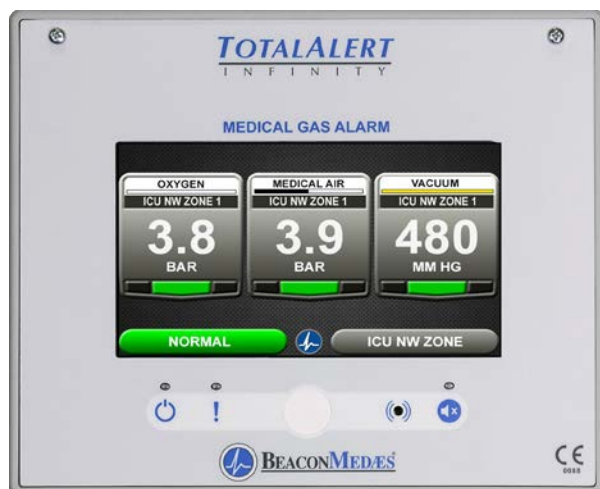 TOTALALERT
INFINITY
MEDICAL GAS ALARM
OXYGEN
ICU NW ZONE 1
3.8
BAR
MEDICAL AIR
ICU NW ZONE 1
3.9
BAR
VACUUM
ICU NW ZONE 1
480
MM HG
NORMAL
ICU NW ZONE
!
BEACONMEDÆS
CE
0088